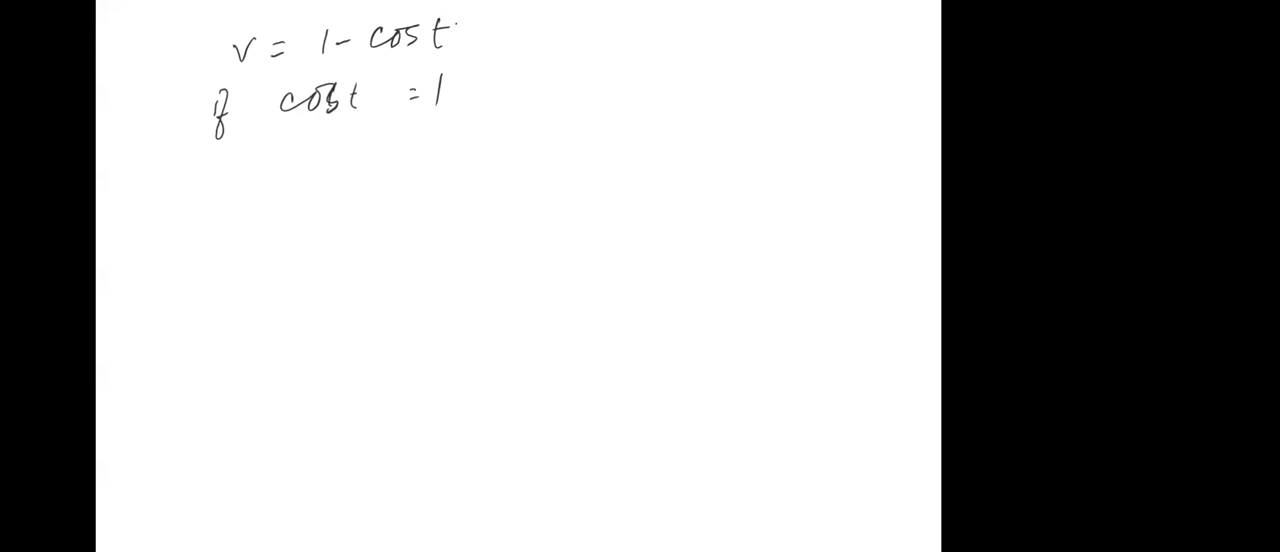 v = 1 - cos t
if cos t = 1